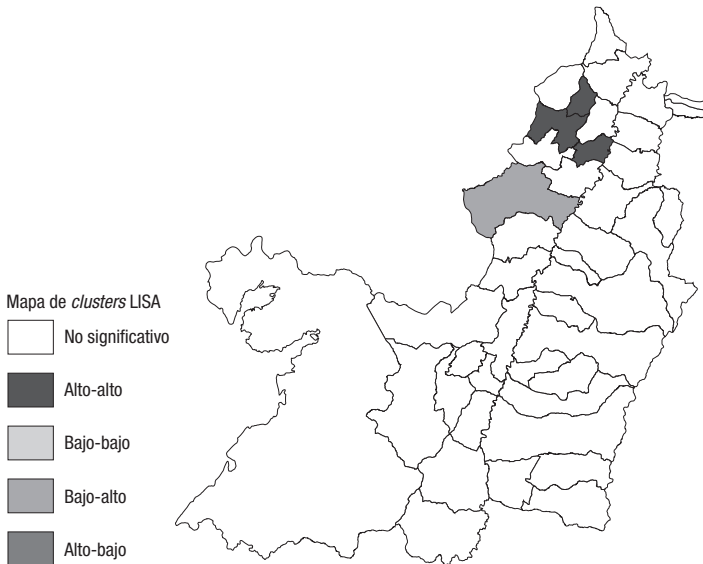 Mapa de clusters LISA
No significativo
Alto-alto
Bajo-bajo
Bajo-alto
Alto-bajo